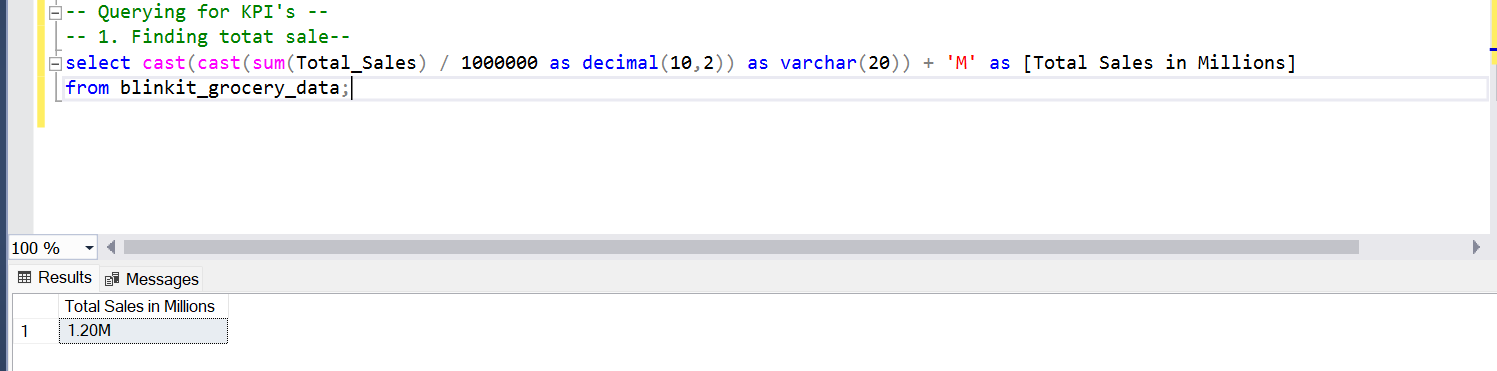 -- Querying for KPI's --
-- 1. Finding totat sale--
select cast(cast(sum(Total_Sales) / 1000000 as decimal(10,2)) as varchar(20)) + 'M' as [Total Sales in Millions]
from blinkit_grocery_data;
100 %
Results Messages
Total Sales in Millions
1 1.20M